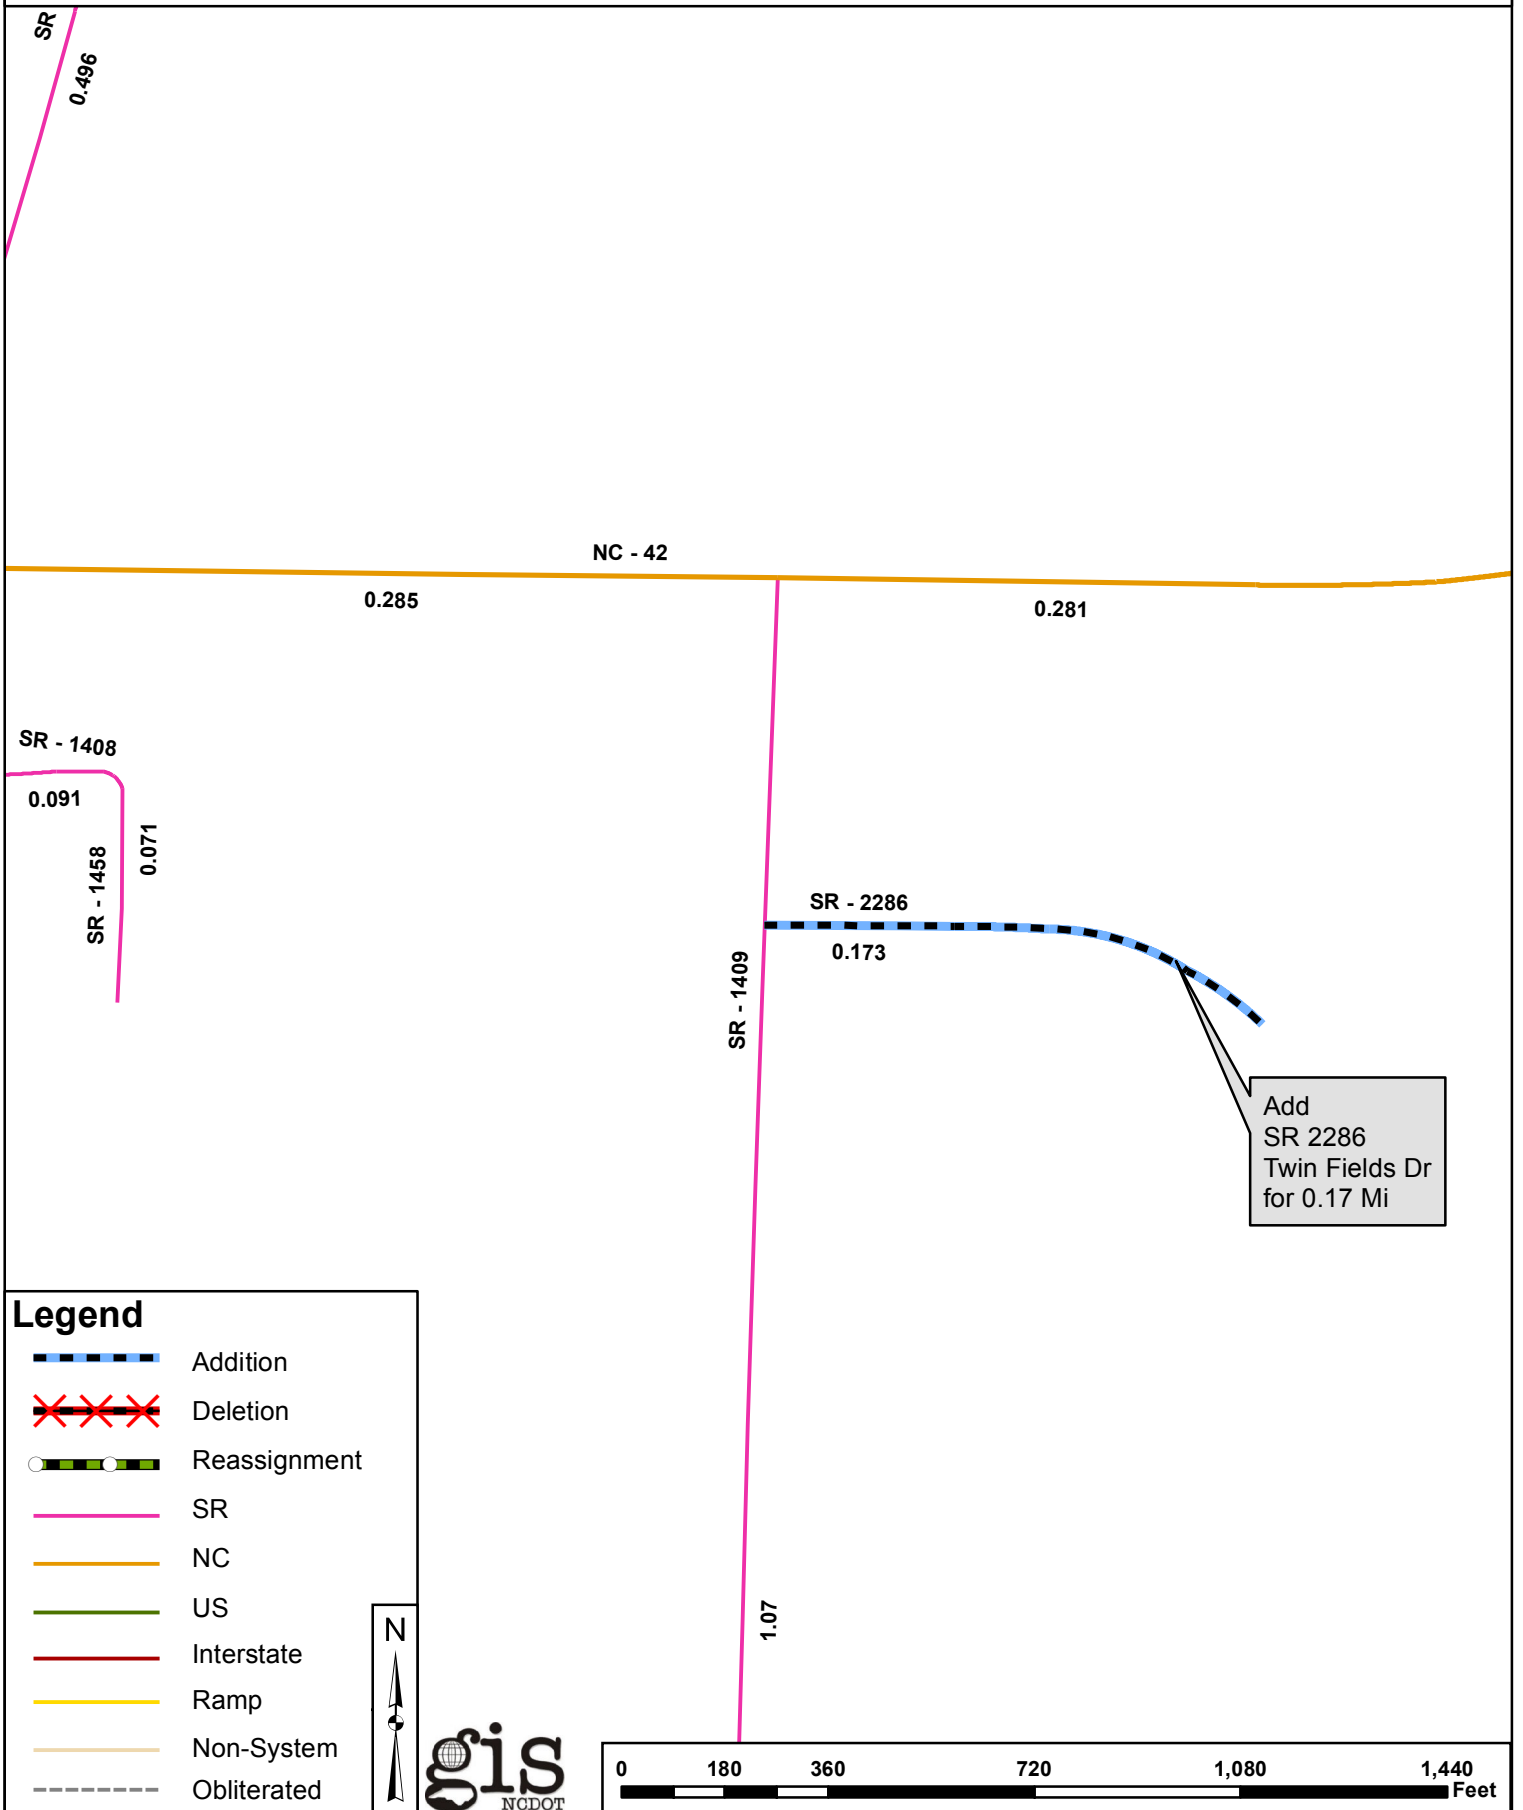 SR
0.496
NC - 42
0.285
0.281
SR - 1408
0.091
SR - 1458
0.071
SR - 2286
0.173
SR - 1409
Add
SR 2286
Twin Fields Dr
for 0.17 Mi
1.07
Legend
Addition
Deletion
Reassignment
SR
NC
US
Interstate
Ramp
Non-System
Obliterated
N
gis
NCDOT
0 180 360 720 1,080 1,440
Feet